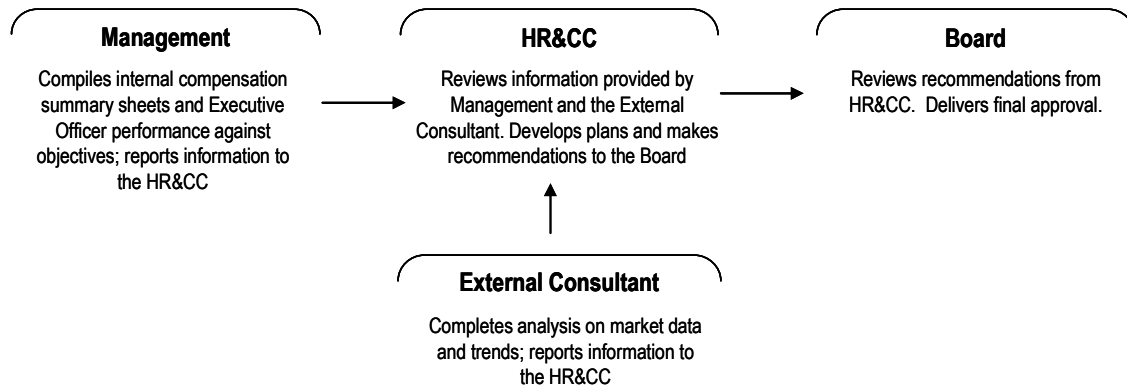 Management
Compiles internal compensation
summary sheets and Executive
Officer performance against
objectives; reports information to
the HR&CC
HR&CC
Reviews information provided by
Management and the External
Consultant. Develops plans and makes
recommendations to the Board
Board
Reviews recommendations from
HR&CC.  Delivers final approval.
External Consultant
Completes analysis on market data
and trends; reports information to
the HR&CC